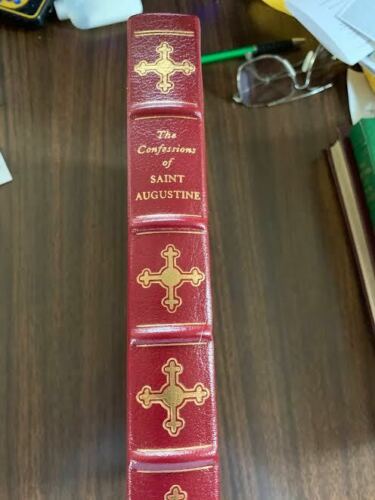 The
Confessions
of
SAINT
AUGUSTINE